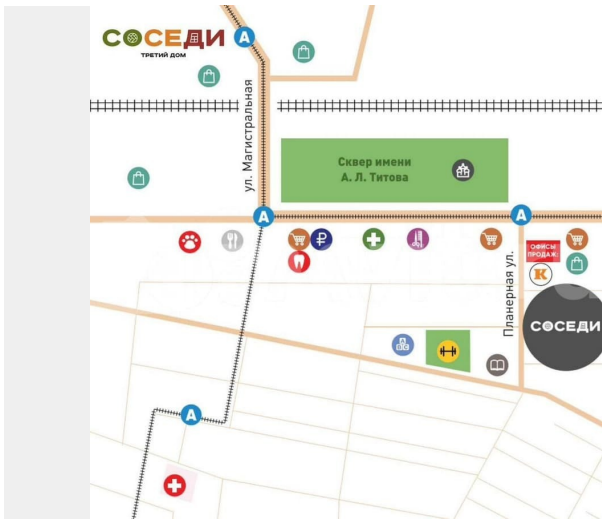 СОСЕДИ
ТРЕТИЙ ДОМ
А
ул. Магистральная
Сквер имени
А. Л. Титова
А
А
₽
ОФИСЫ
ПРОДАЖ:
К
Планерная ул.
СОСЕДИ
А B C
А